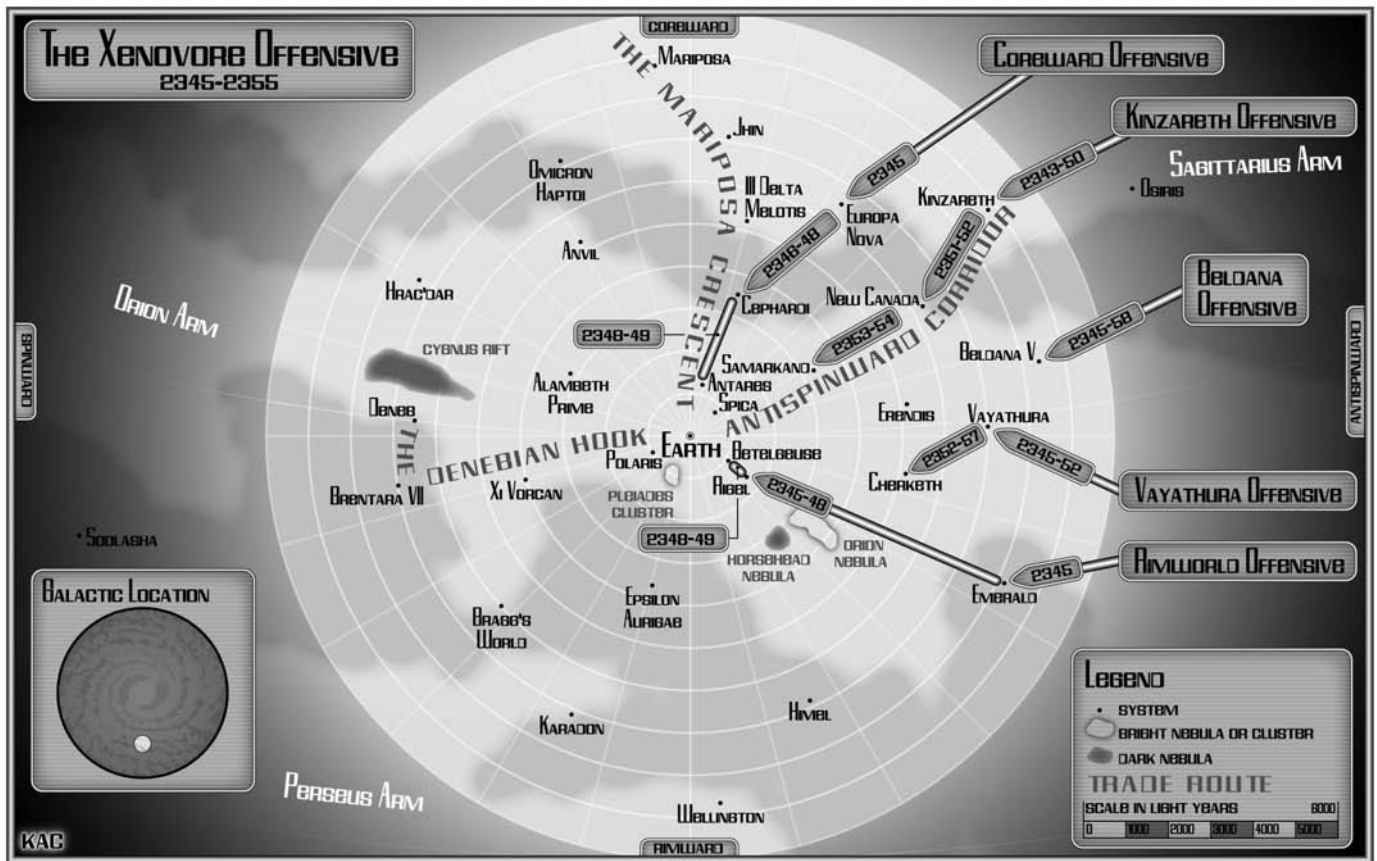 The Xenovore Offensive
2345-2355
COREWARD
Coreward Offensive
Kinzareth Offensive
Sagittarius Arm
Osiris
2345
2343-50
THE MARIPOSA CRESCENT
Mariposa
Jhin
Omicron
Haptoi
III Delta
Melotis
Europa
Nova
Kinzareth
Anvil
2346-48
2351-52
Hrac'dar
Cephardi
New Canada
Beldana
Offensive
Orion Arm
SPINWARD
ANTISPINWARD
2348-49
2353-54
ANTISPINWARD CORRIDOR
2345-58
Beldana V
CYGNUS RIFT
Samarkand
Antares
Alambeth
Prime
Spica
Erendis
Vayathura
Deneb
THE DENEBIAN HOOK
Earth
Polaris
Betelgeuse
Rigel
2352-57
2345-52
Cherketh
Vayathura Offensive
Brentara VII
Xi Vorcan
PLEIADES
CLUSTER
2345-48
2348-49
HORSEHEAD
NEBULA
ORION
NEBULA
Soolasha
2345
Rimworld Offensive
Emerald
Balactic Location
Epsilon
Aurigae
Bragg's
World
Karadon
Himel
Perseus Arm
Wellington
RIMWARD
Legend
SYSTEM
BRIGHT NEBULA OR CLUSTER
DARK NEBULA
TRADE ROUTE
SCALE IN LIGHT YEARS 6000
0 1000 2000 3000 4000 5000
KAC